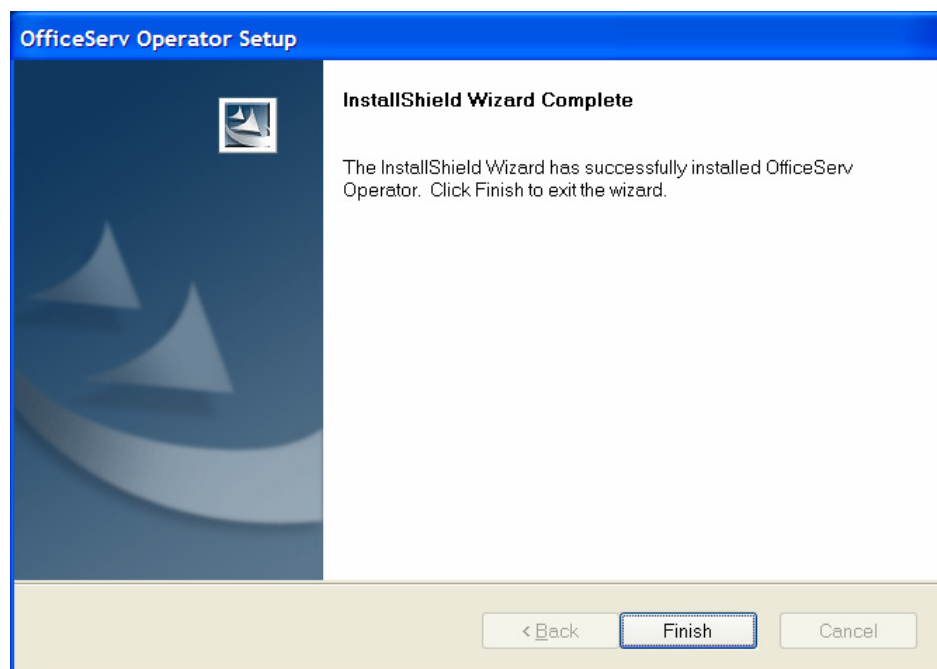 OfficeServ Operator Setup
InstallShield Wizard Complete
The InstallShield Wizard has successfully installed OfficeServ
Operator. Click Finish to exit the wizard.
< Back Finish Cancel